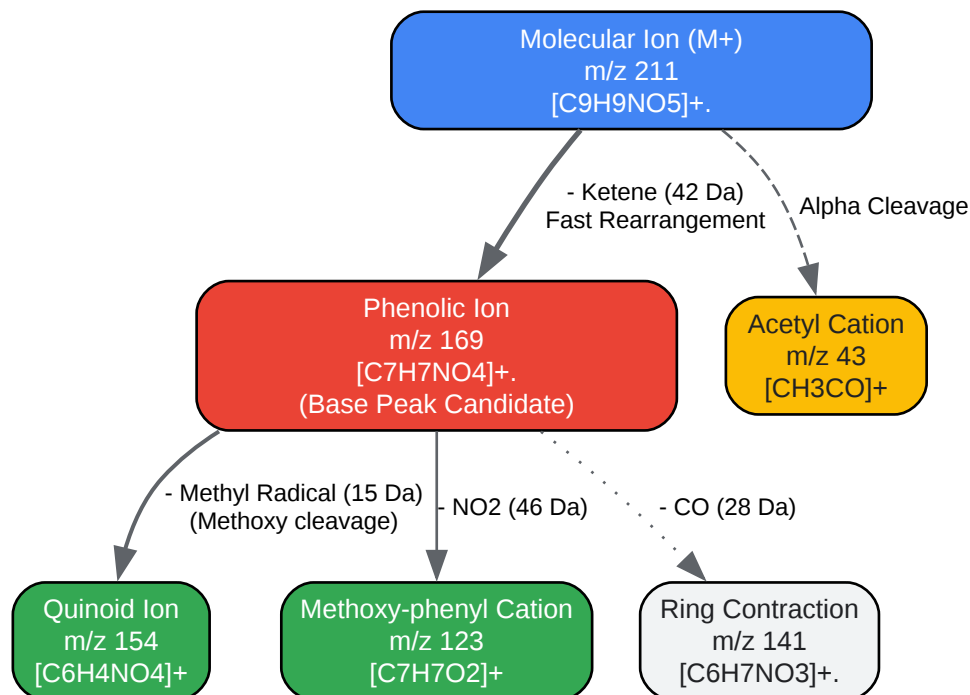 Molecular Ion (M+)
m/z 211
[C9H9NO5]+.
- Ketene (42 Da)
Fast Rearrangement
Alpha Cleavage
Phenolic Ion
m/z 169
[C7H7NO4]+.
(Base Peak Candidate)
Acetyl Cation
m/z 43
[CH3CO]+
- Methyl Radical (15 Da)
(Methoxy cleavage)
- NO2 (46 Da)
- CO (28 Da)
Quinoid Ion
m/z 154
[C6H4NO4]+
Methoxy-phenyl Cation
m/z 123
[C7H7O2]+
Ring Contraction
m/z 141
[C6H7NO3]+.